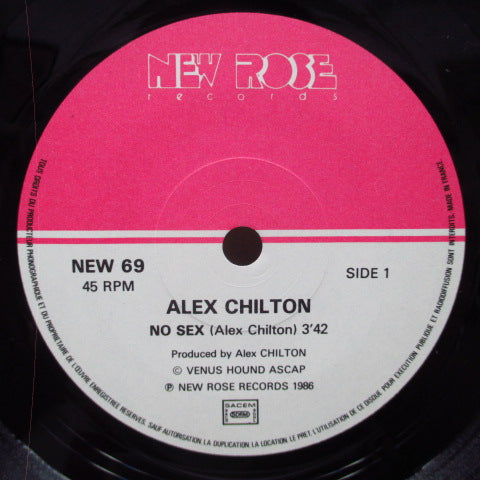 NEW ROSE
records
NEW 69
45 RPM
SIDE 1
ALEX CHILTON
NO SEX (Alex Chilton) 3'42
Produced by Alex CHILTON
© VENUS HOUND ASCAP
℗ NEW ROSE RECORDS 1986
SACEM
TOUS DROITS DU PRODUCTEUR PHONOGRAPHIQUE ET DU PROPRIETAIRE DE L'ŒUVRE ENREGISTREE RESERVES. SAUF AUTORISATION LA DUPLICATION, LA LOCATION, LE PRET, L'UTILISATION DE CE DISQUE POUR EXECUTION PUBLIQUE ET RADIODIFFUSION SONT INTERDITS. MADE IN FRANCE.